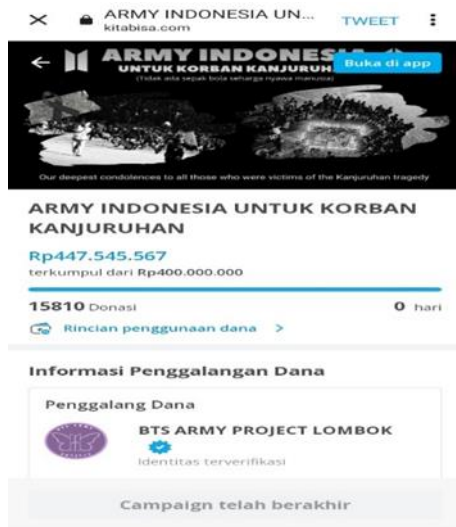 ARMY INDONESIA UN...
TWEET
kitabisa.com
ARMY INDONES
UNTUK KORBAN KANJURUH
(Tidak ada sepak bola seharga nyawa manusia)
Buka di app
Our deepest condolences to all those who were victims of the Kanjuruhan tragedy
ARMY INDONESIA UNTUK KORBAN
KANJURUHAN
Rp447.545.567
terkumpul dari Rp400.000.000
15810 Donasi
0 hari
Rincian penggunaan dana >
Informasi Penggalangan Dana
Penggalang Dana
BTS ARMY PROJECT LOMBOK
Identitas terverifikasi
Campaign telah berakhir